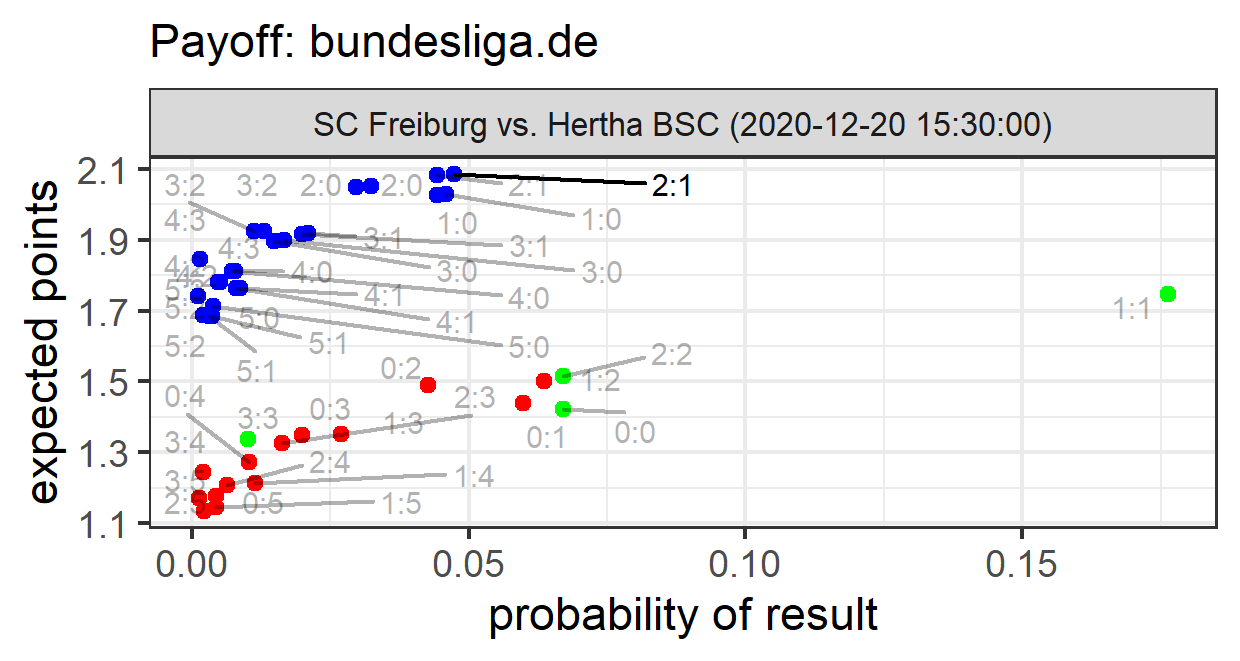 Payoff: bundesliga.de
SC Freiburg vs. Hertha BSC (2020-12-20 15:30:00)
expected points
2.1
1.9
1.7
1.5
1.3
1.1
3:2 3:2 2:0 2:0 2:1 2:1
4:3 1:0 1:0
4:3 3:1 3:1
4:0 3:0 3:0
4:1 4:0
5:0 4:1
5:2 5:1 5:0
5:1 0:2 2:2
1:2
0:4 3:3 0:3 2:3
1:3 0:1 0:0
3:4 2:4 1:4
0:5 1:5
0.00 0.05 0.10 0.15
probability of result
1:1